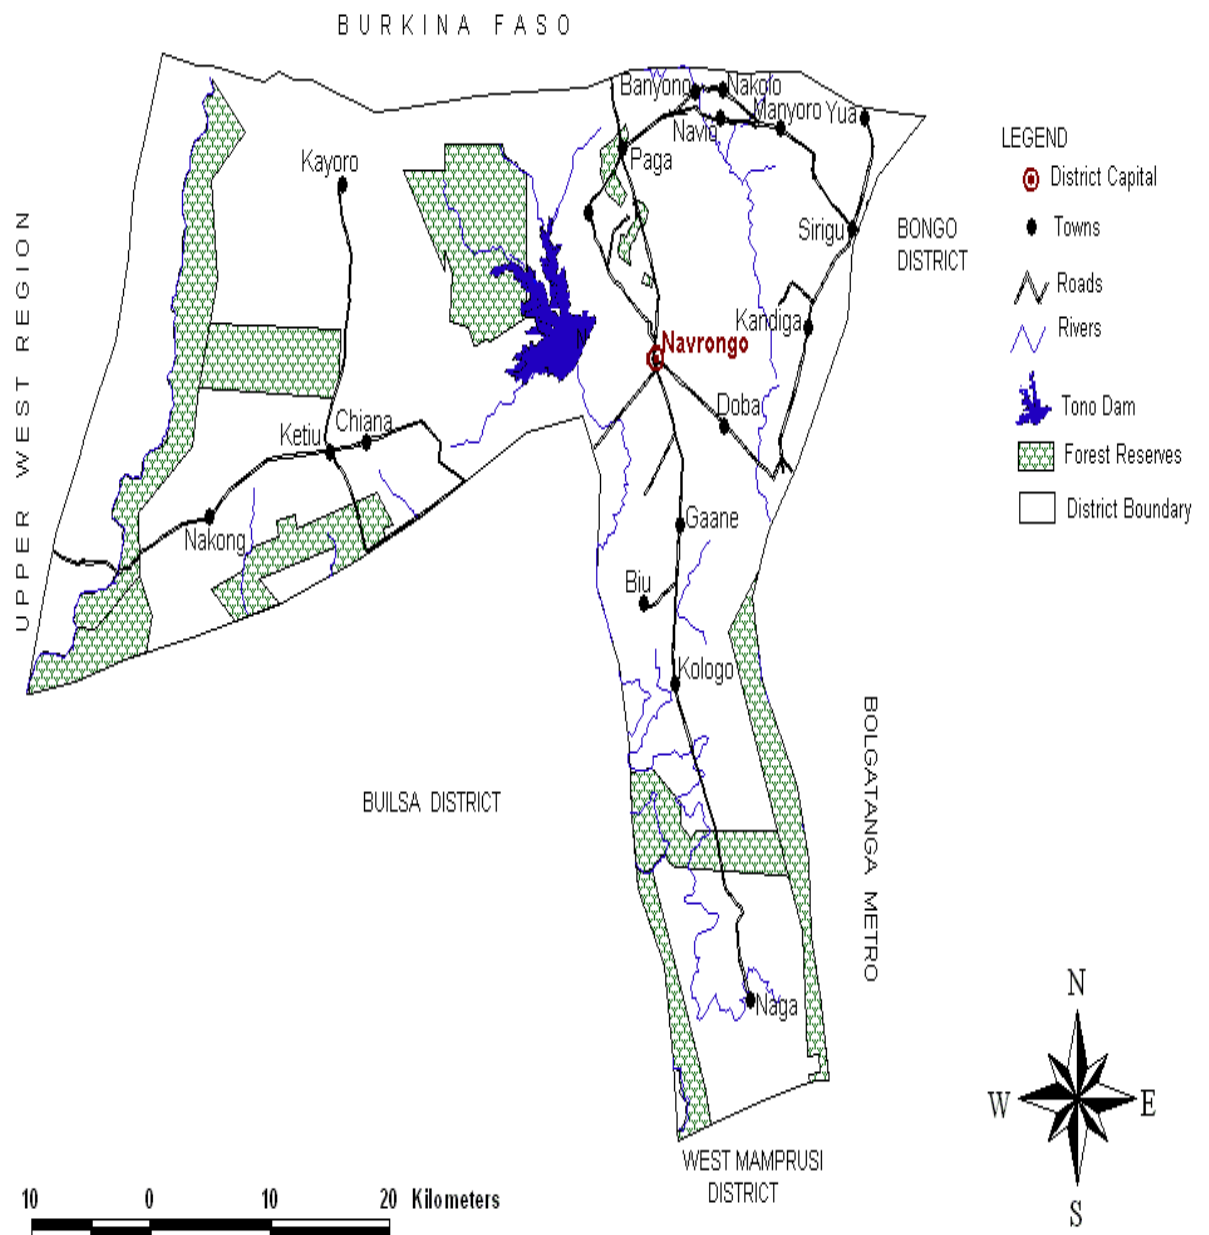 BURKINA FASO
Banyono
Nakolo
Manyoro
Yua
Navio
Paga
Kayoro
Sirigu
Kandiga
Navrongo
Doba
Chiana
Ketiu
Nakong
Gaane
Biu
Kologo
Naga
UPPER WEST REGION
BONGO
DISTRICT
BUILSA DISTRICT
BOLGATANGA METRO
WEST MAMPRUSI
DISTRICT
LEGEND
District Capital
Towns
Roads
Rivers
Tono Dam
Forest Reserves
District Boundary
N
W
E
S
10 0 10 20 Kilometers